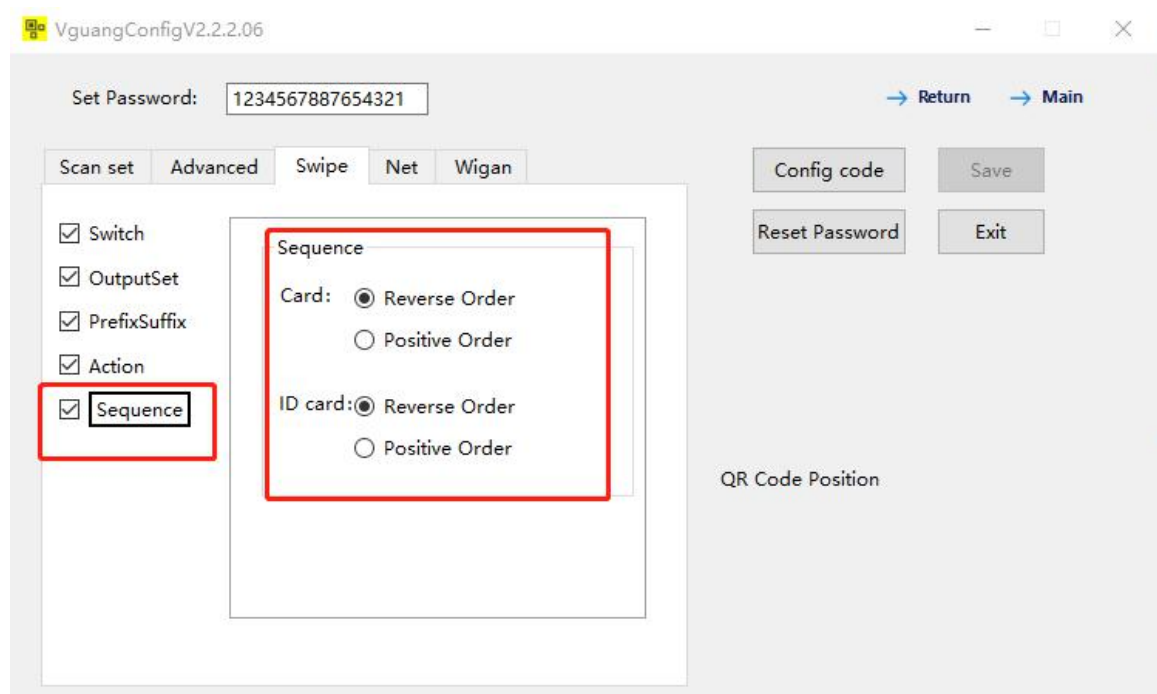 VguangConfigV2.2.2.06
Set Password: 1234567887654321
Return Main
Scan set Advanced Swipe Net Wigan
Config code Save
Reset Password Exit
Switch
OutputSet
PrefixSuffix
Action
Sequence
Sequence
Card: Reverse Order
Positive Order
ID card: Reverse Order
Positive Order
QR Code Position